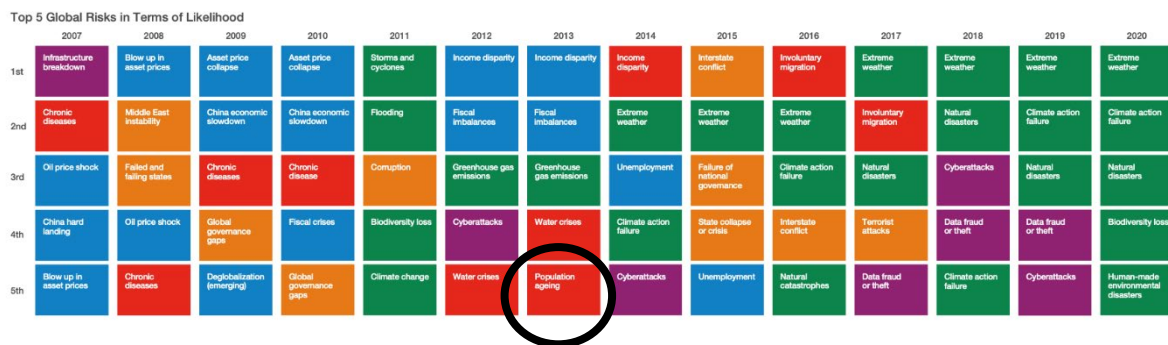 Top 5 Global Risks in Terms of Likelihood
2007 2008 2009 2010 2011 2012 2013 2014 2015 2016 2017 2018 2019 2020
1st
Infrastructure
breakdown
Blow up in
asset prices
Asset price
collapse
Asset price
collapse
Storms and
cyclones
Income disparity
Income disparity
Income
disparity
Interstate
conflict
Involuntary
migration
Extreme
weather
Extreme
weather
Extreme
weather
Extreme
weather
2nd
Chronic
diseases
Middle East
instability
China economic
slowdown
China economic
slowdown
Flooding
Fiscal
imbalances
Fiscal
imbalances
Extreme
weather
Extreme
weather
Extreme
weather
Involuntary
migration
Natural
disasters
Climate action
failure
Climate action
failure
3rd
Oil price shock
Failed and
failing states
Chronic
diseases
Chronic
disease
Corruption
Greenhouse gas
emissions
Greenhouse
gas emissions
Unemployment
Failure of
national
governance
Climate action
failure
Natural
disasters
Cyberattacks
Natural
disasters
Natural
disasters
4th
China hard
landing
Oil price shock
Global
governance
gaps
Fiscal crises
Biodiversity loss
Cyberattacks
Water crises
Climate action
failure
State collapse
or crisis
Interstate
conflict
Terrorist
attacks
Data fraud
or theft
Data fraud
or theft
Biodiversity loss
5th
Blow up in
asset prices
Chronic
diseases
Deglobalization
(emerging)
Global
governance
gaps
Climate change
Water crises
Population
ageing
Cyberattacks
Unemployment
Natural
catastrophes
Data fraud
or theft
Climate action
failure
Cyberattacks
Human-made
environmental
disasters